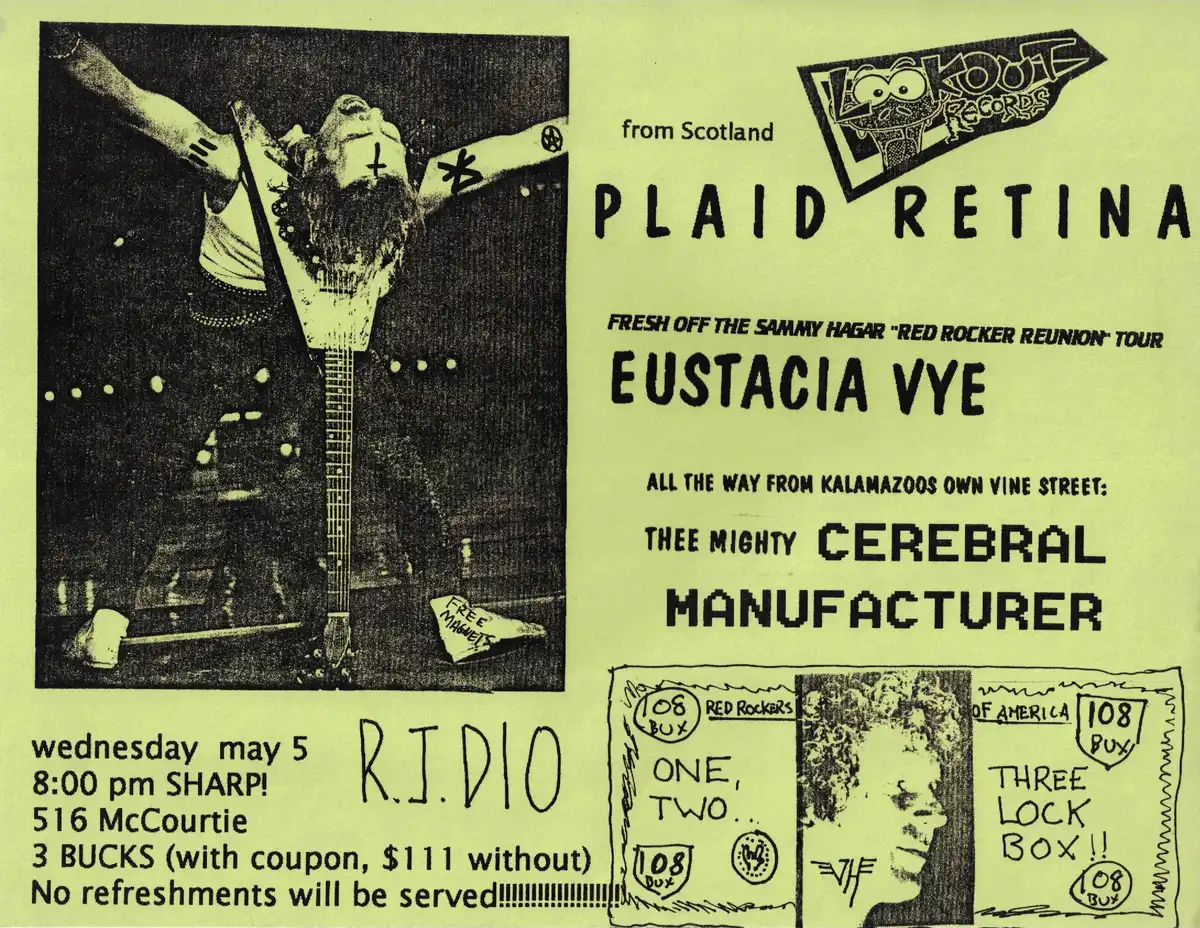 LOOKOUT
RECORDS
from Scotland
PLAID RETINA
FRESH OFF THE SAMMY HAGAR "RED ROCKER REUNION" TOUR
EUSTACIA VYE
ALL THE WAY FROM KALAMAZOOS OWN VINE STREET:
THEE MIGHTY CEREBRAL
MANUFACTURER
FREE
MAGNETS
wednesday may 5
8:00 pm SHARP!
516 McCourtie
3 BUCKS (with coupon, $111 without)
No refreshments will be served!!!!!!!!!!!!!!!!!!!!
R.J.DIO
108
BUX
RED ROCKERS
OF AMERICA
108
BUX
ONE,
TWO...
THREE
LOCK
BOX!!
108
BUX
VH
108
BUX